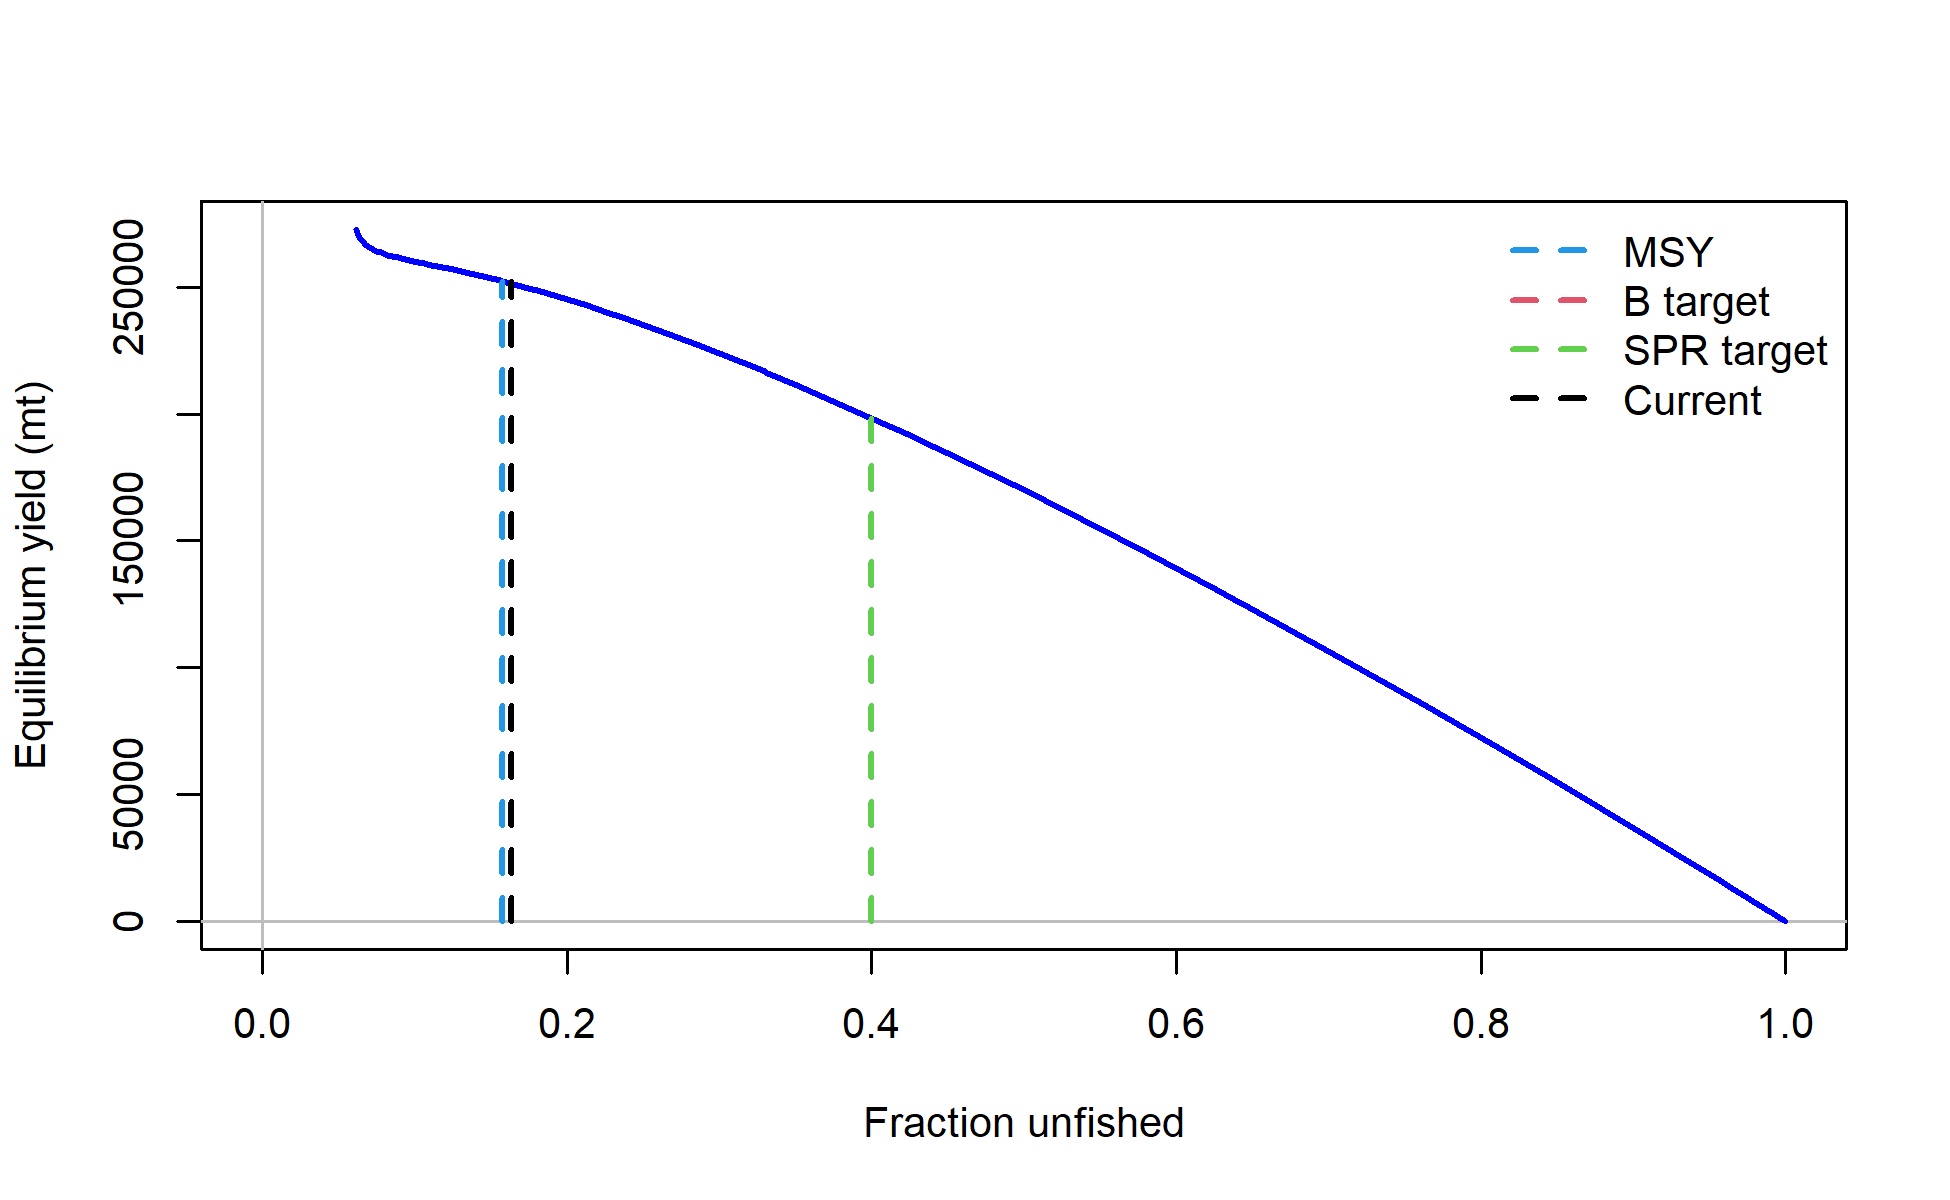 MSY
B target
SPR target
Current
Equilibrium yield (mt)
250000
150000
50000
0
0.0 0.2 0.4 0.6 0.8 1.0
Fraction unfished